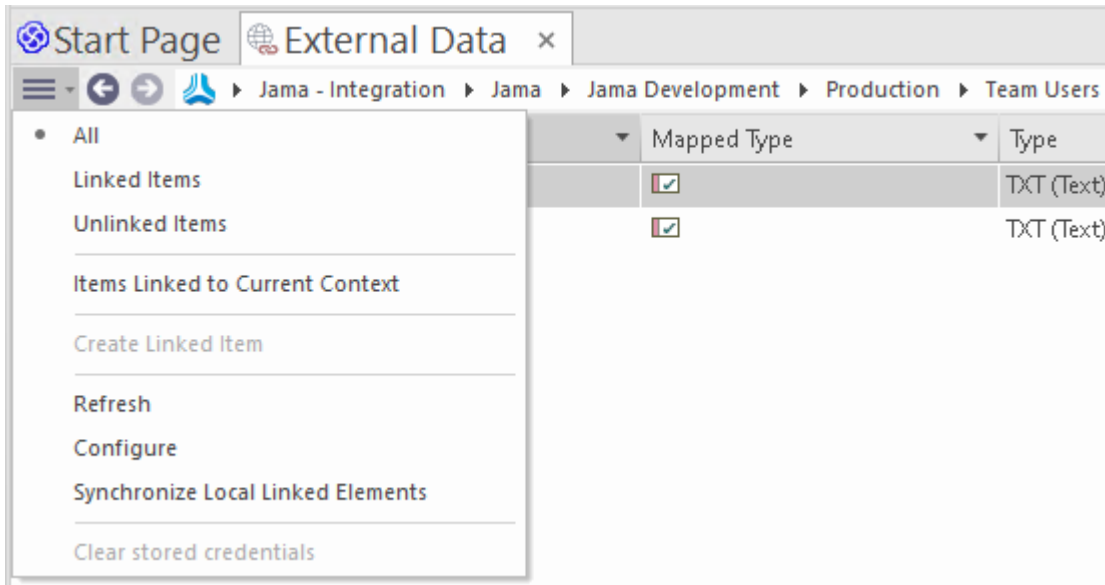 Start Page External Data ×
Jama - Integration Jama Jama Development Production Team Users
All Mapped Type Type
Linked Items TXT (Text)
Unlinked Items TXT (Text)
Items Linked to Current Context
Create Linked Item
Refresh
Configure
Synchronize Local Linked Elements
Clear stored credentials